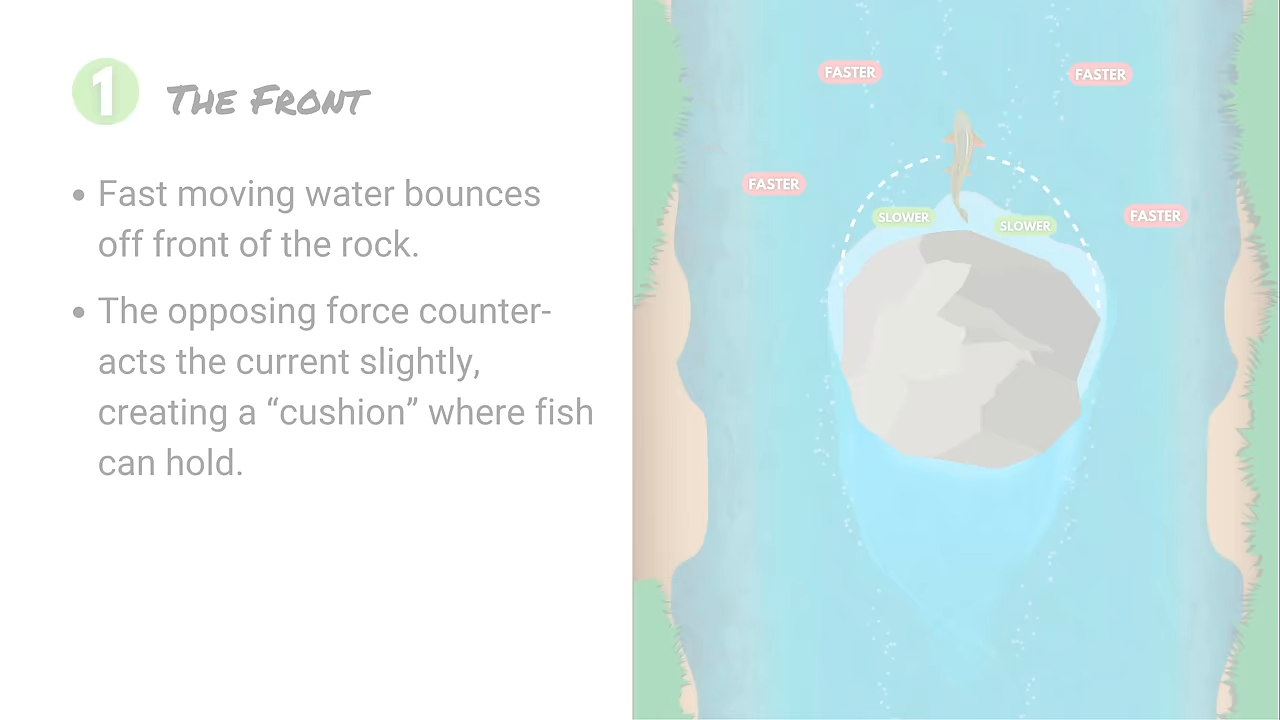 1 The Front
• Fast moving water bounces
off front of the rock.
• The opposing force counter-
acts the current slightly,
creating a “cushion” where fish
can hold.
FASTER
FASTER
FASTER
SLOWER
FASTER
SLOWER